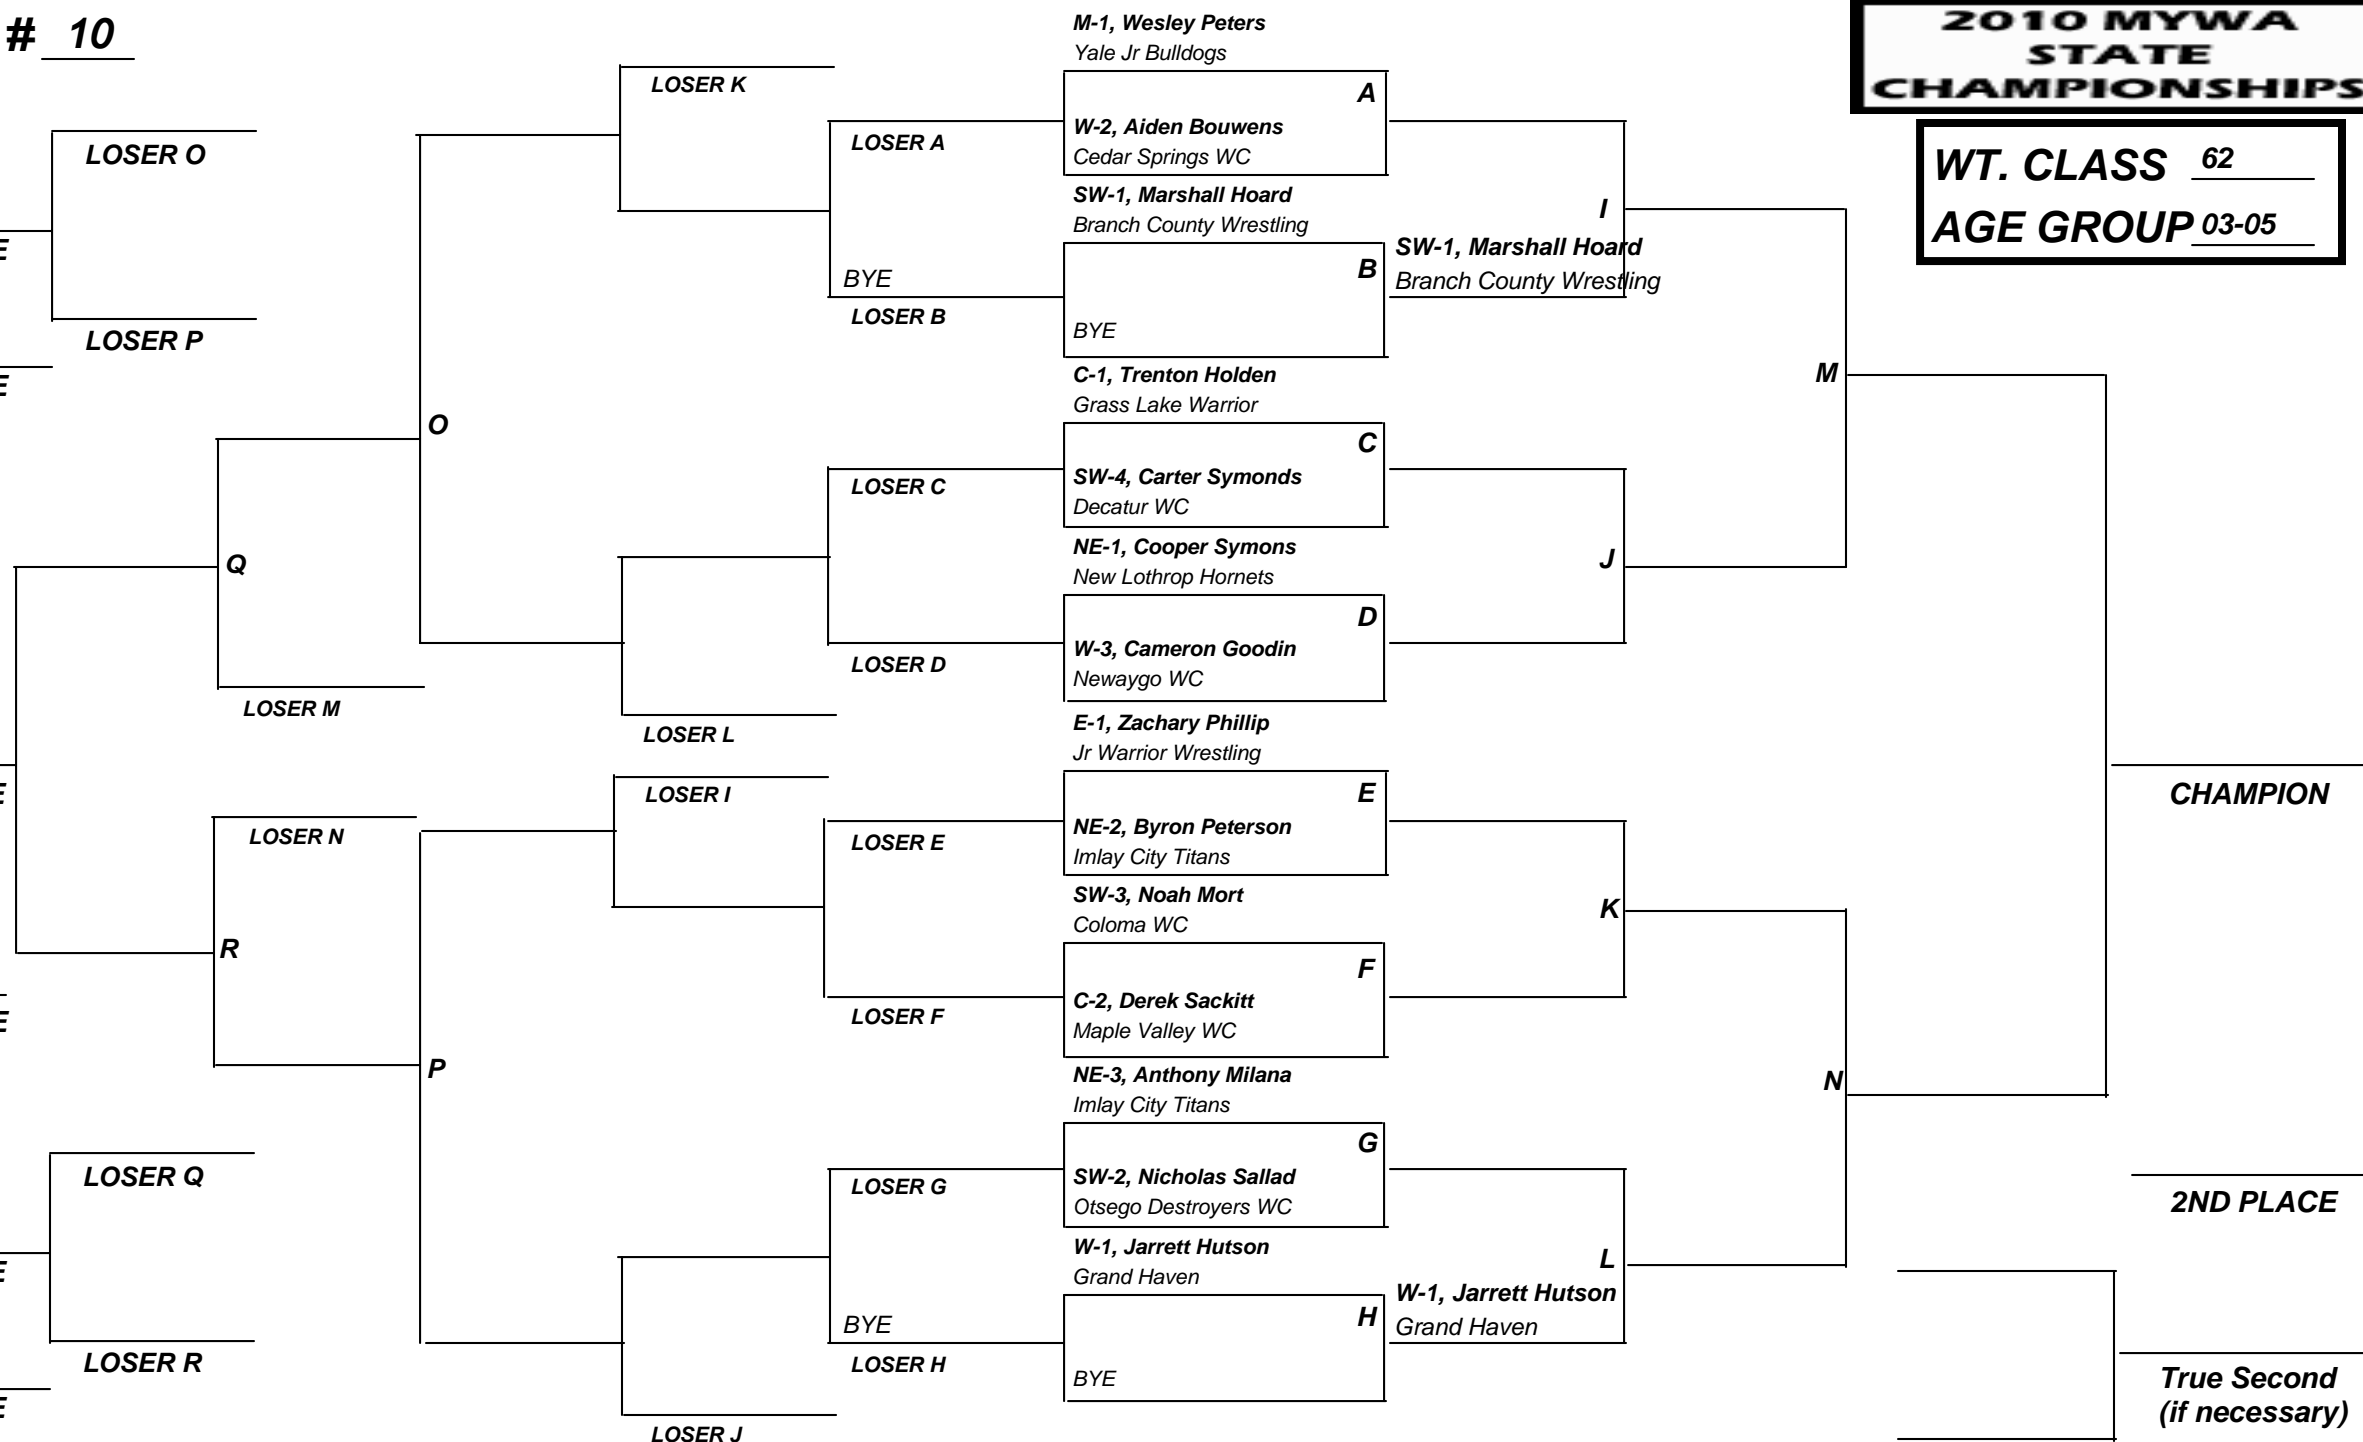 # 10
2010 MYWA
STATE
CHAMPIONSHIPS
WT. CLASS 62
AGE GROUP 03-05
M-1, Wesley Peters
Yale Jr Bulldogs
A
W-2, Aiden Bouwens
Cedar Springs WC
SW-1, Marshall Hoard
Branch County Wrestling
B
BYE
C-1, Trenton Holden
Grass Lake Warrior
C
SW-4, Carter Symonds
Decatur WC
NE-1, Cooper Symons
New Lothrop Hornets
D
W-3, Cameron Goodin
Newaygo WC
E-1, Zachary Phillip
Jr Warrior Wrestling
E
NE-2, Byron Peterson
Imlay City Titans
SW-3, Noah Mort
Coloma WC
F
C-2, Derek Sackitt
Maple Valley WC
NE-3, Anthony Milana
Imlay City Titans
G
SW-2, Nicholas Sallad
Otsego Destroyers WC
W-1, Jarrett Hutson
Grand Haven
H
BYE
I
SW-1, Marshall Hoard
Branch County Wrestling
J
K
L
W-1, Jarrett Hutson
Grand Haven
M
N
CHAMPION
2ND PLACE
True Second
(if necessary)
LOSER A
BYE
LOSER B
LOSER C
LOSER D
LOSER E
LOSER F
LOSER G
BYE
LOSER H
LOSER K
LOSER L
LOSER I
LOSER J
O
P
LOSER M
LOSER N
Q
R
LOSER O
LOSER P
LOSER Q
LOSER R
E
E
E
E
E
E